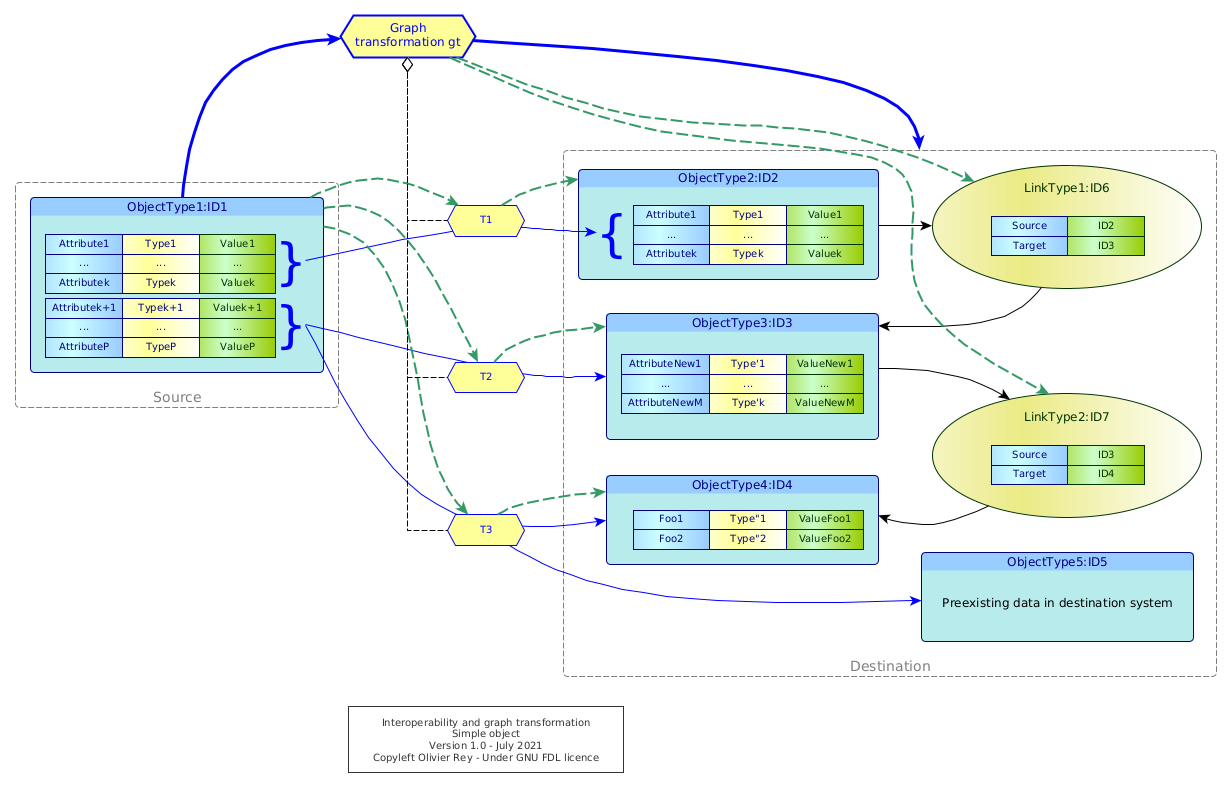 Graph
transformation gt
ObjectType1:ID1
Attribute1 Type1 Value1
... ... ...
Attributek Typek Valuek
}
Attributek+1 Typek+1 Valuek+1
... ... ...
AttributeP TypeP ValueP
}
Source
T1
T2
T3
ObjectType2:ID2
{
Attribute1 Type1 Value1
... ... ...
Attributek Typek Valuek
ObjectType3:ID3
AttributeNew1 Type'1 ValueNew1
... ... ...
AttributeNewM Type'k ValueNewM
ObjectType4:ID4
Foo1 Type"1 ValueFoo1
Foo2 Type"2 ValueFoo2
LinkType1:ID6
Source ID2
Target ID3
LinkType2:ID7
Source ID3
Target ID4
ObjectType5:ID5
Preexisting data in destination system
Destination
Interoperability and graph transformation
Simple object
Version 1.0 - July 2021
Copyleft Olivier Rey - Under GNU FDL licence